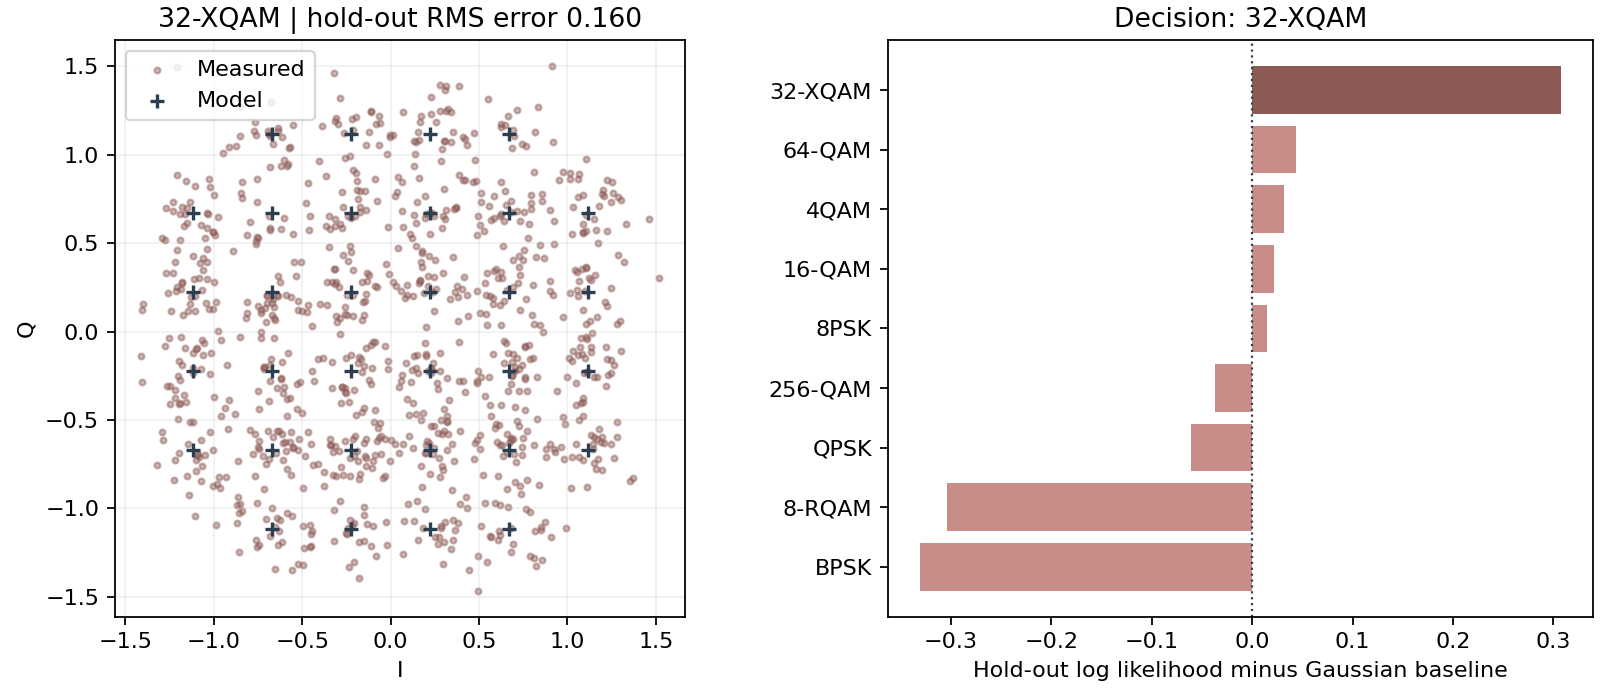 32-XQAM | hold-out RMS error 0.160
Measured
Model
1.5
1.0
0.5
0.0
−0.5
−1.0
−1.5
Q
−1.5 −1.0 −0.5 0.0 0.5 1.0 1.5
I
Decision: 32-XQAM
32-XQAM
64-QAM
4QAM
16-QAM
8PSK
256-QAM
QPSK
8-RQAM
BPSK
−0.3 −0.2 −0.1 0.0 0.1 0.2 0.3
Hold-out log likelihood minus Gaussian baseline